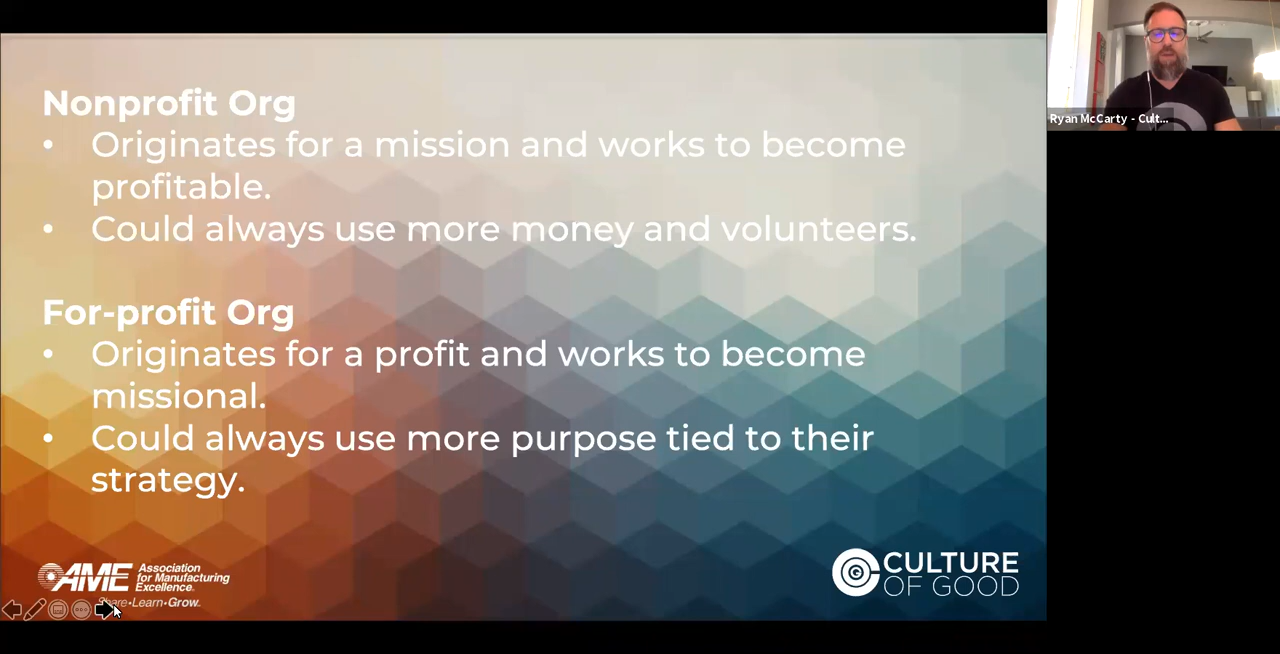 Nonprofit Org
• Originates for a mission and works to become
profitable.
• Could always use more money and volunteers.
For-profit Org
• Originates for a profit and works to become
missional.
• Could always use more purpose tied to their
strategy.
AME Association
for Manufacturing
Excellence.
Share•Learn•Grow.
CULTURE
OF GOOD
Ryan McCarty - Cult...